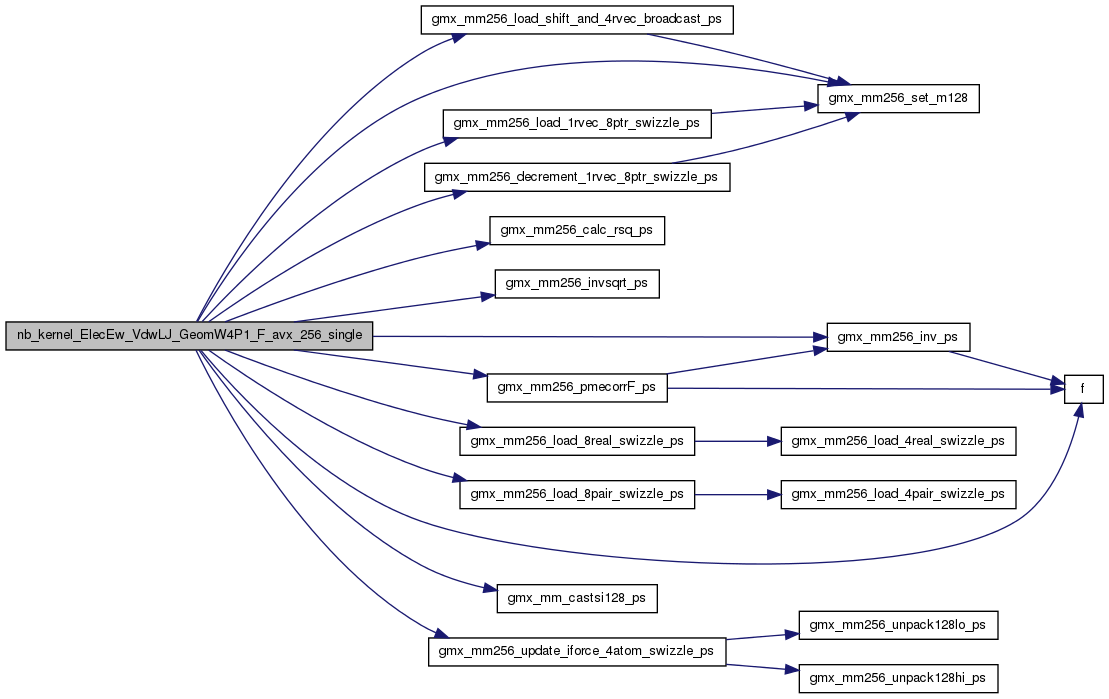 gmx_mm256_load_shift_and_4rvec_broadcast_ps
gmx_mm256_set_m128
gmx_mm256_load_1rvec_8ptr_swizzle_ps
gmx_mm256_decrement_1rvec_8ptr_swizzle_ps
gmx_mm256_calc_rsq_ps
gmx_mm256_invsqrt_ps
nb_kernel_ElecEw_VdwLJ_GeomW4P1_F_avx_256_single
gmx_mm256_inv_ps
gmx_mm256_pmecorrF_ps
f
gmx_mm256_load_8real_swizzle_ps
gmx_mm256_load_4real_swizzle_ps
gmx_mm256_load_8pair_swizzle_ps
gmx_mm256_load_4pair_swizzle_ps
gmx_mm_castsi128_ps
gmx_mm256_unpack128lo_ps
gmx_mm256_update_iforce_4atom_swizzle_ps
gmx_mm256_unpack128hi_ps